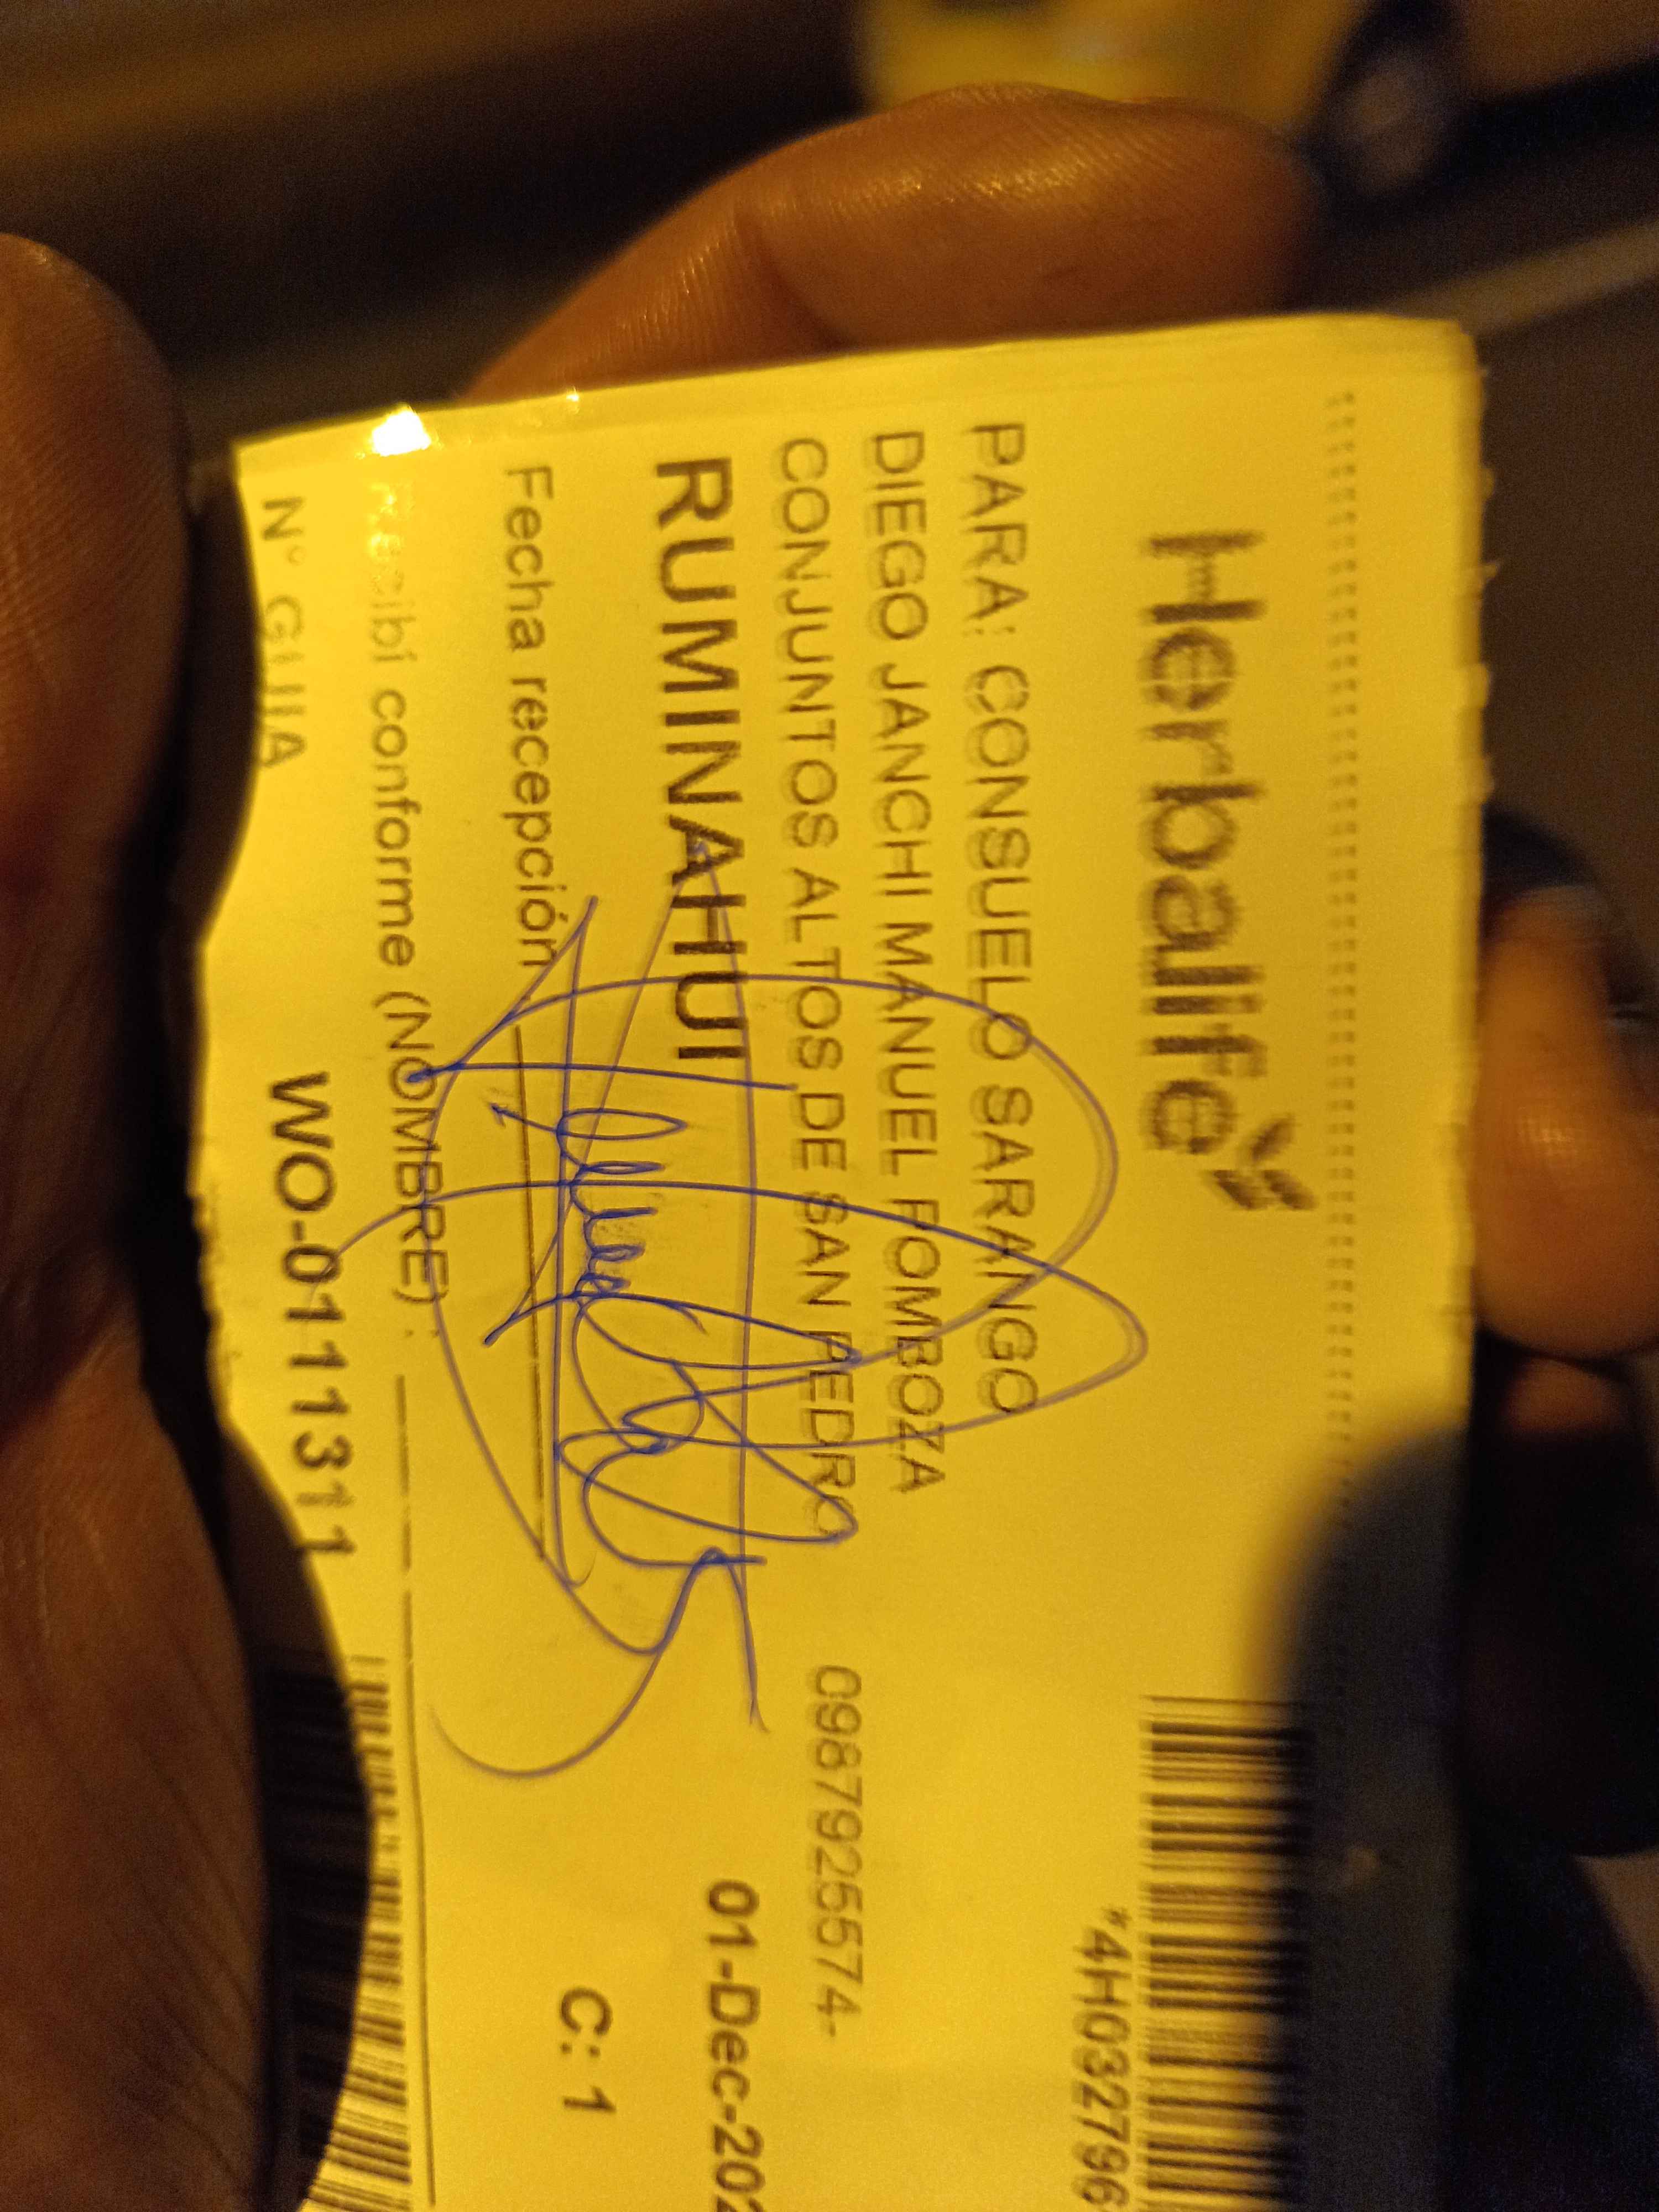 Herbalife
*4H032796
PARA: CONSUELO SARANGO
DIEGO JANCHI MANUEL POMBOZA
CONJUNTOS ALTOS DE SAN PEDRO 0987925574-
RUMINAHUI 01-Dec-202
Fecha recepción C: 1
Recibí conforme (NOMBRE):
N° GUIA WO-0111311